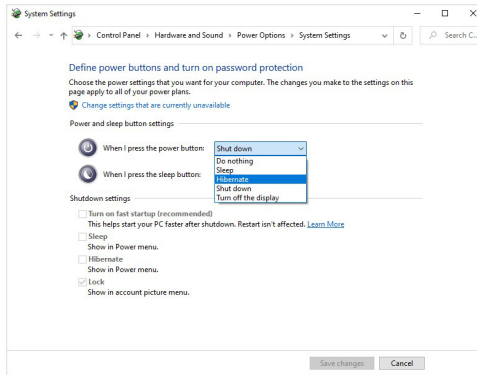 System Settings
Control Panel > Hardware and Sound > Power Options > System Settings
Search C...
Define power buttons and turn on password protection
Choose the power settings that you want for your computer. The changes you make to the settings on this
page apply to all of your power plans.
Change settings that are currently unavailable
Power and sleep button settings
When I press the power button: Shut down
Do nothing
Sleep
When I press the sleep button: Hibernate
Shut down
Turn off the display
Shutdown settings
Turn on fast startup (recommended)
This helps start your PC faster after shutdown. Restart isn't affected. Learn More
Sleep
Show in Power menu.
Hibernate
Show in Power menu.
Lock
Show in account picture menu.
Save changes Cancel